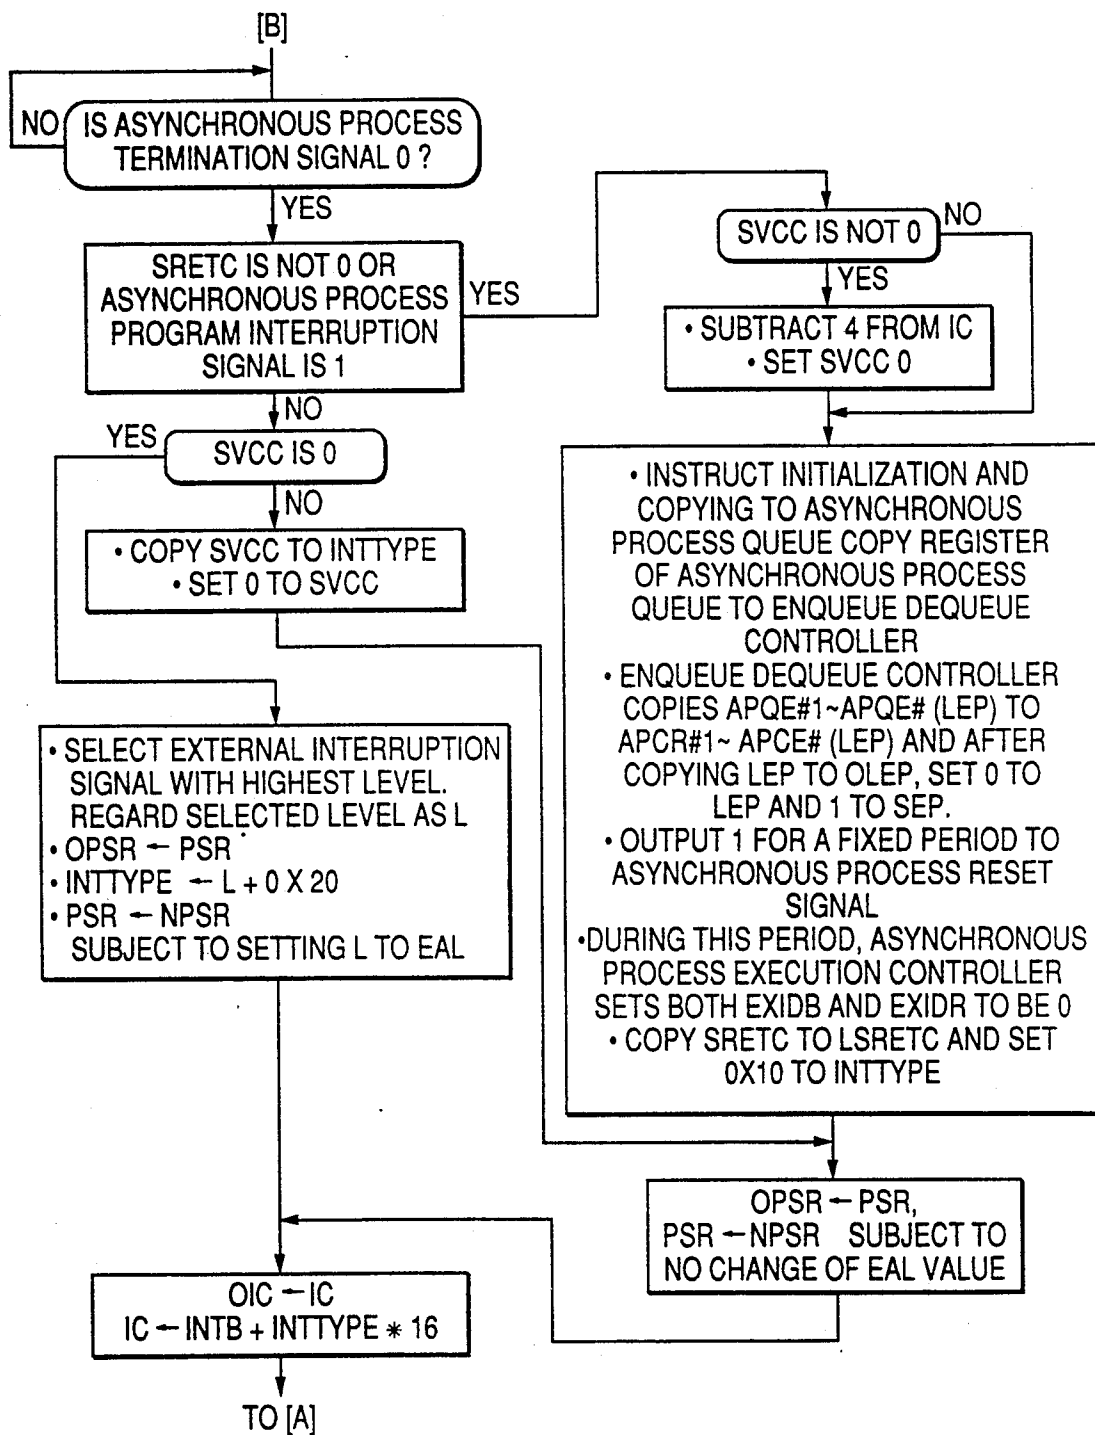 [B]
NO
IS ASYNCHRONOUS PROCESS
TERMINATION SIGNAL 0 ?
YES
SRETC IS NOT 0 OR
ASYNCHRONOUS PROCESS
PROGRAM INTERRUPTION
SIGNAL IS 1
YES
NO
SVCC IS NOT 0
NO
YES
• SUBTRACT 4 FROM IC
• SET SVCC 0
YES
SVCC IS 0
NO
• COPY SVCC TO INTTYPE
• SET 0 TO SVCC
• INSTRUCT INITIALIZATION AND
COPYING TO ASYNCHRONOUS
PROCESS QUEUE COPY REGISTER
OF ASYNCHRONOUS PROCESS
QUEUE TO ENQUEUE DEQUEUE
CONTROLLER
• ENQUEUE DEQUEUE CONTROLLER
COPIES APQE#1~APQE# (LEP) TO
APCR#1~ APCE# (LEP) AND AFTER
COPYING LEP TO OLEP, SET 0 TO
LEP AND 1 TO SEP.
• OUTPUT 1 FOR A FIXED PERIOD TO
ASYNCHRONOUS PROCESS RESET
SIGNAL
•DURING THIS PERIOD, ASYNCHRONOUS
PROCESS EXECUTION CONTROLLER
SETS BOTH EXIDB AND EXIDR TO BE 0
• COPY SRETC TO LSRETC AND SET
0X10 TO INTTYPE
• SELECT EXTERNAL INTERRUPTION
SIGNAL WITH HIGHEST LEVEL.
REGARD SELECTED LEVEL AS L
• OPSR ← PSR
• INTTYPE ← L + 0 X 20
• PSR ← NPSR
SUBJECT TO SETTING L TO EAL
OPSR ← PSR,
PSR ← NPSR SUBJECT TO
NO CHANGE OF EAL VALUE
OIC ← IC
IC ← INTB + INTTYPE * 16
TO [A]